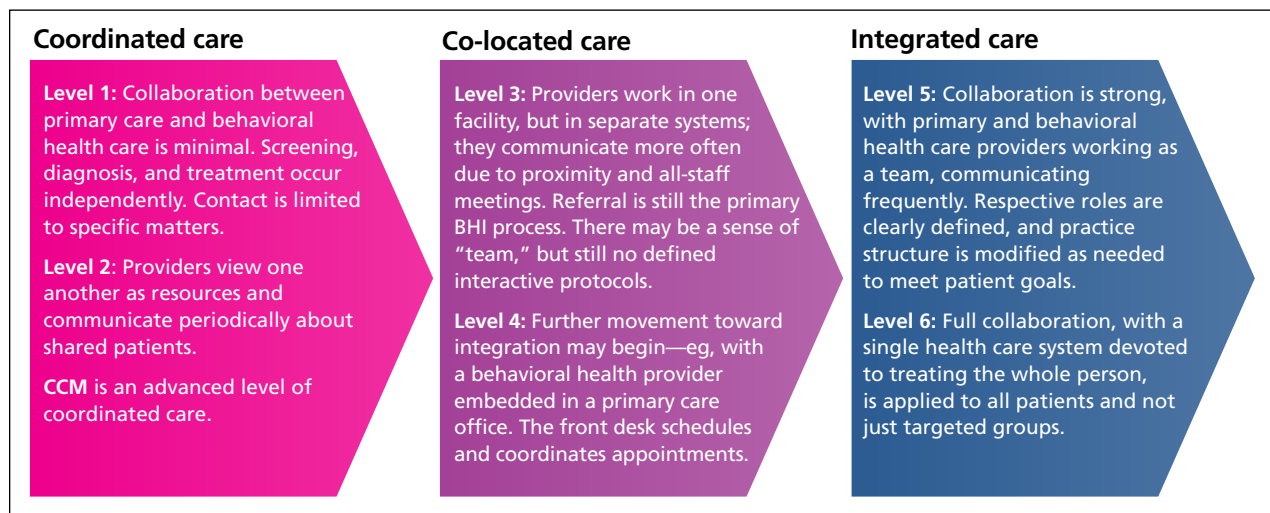 Coordinated care
Level 1: Collaboration between
primary care and behavioral
health care is minimal. Screening,
diagnosis, and treatment occur
independently. Contact is limited
to specific matters.
Level 2: Providers view one
another as resources and
communicate periodically about
shared patients.
CCM is an advanced level of
coordinated care.
Co-located care
Level 3: Providers work in one
facility, but in separate systems;
they communicate more often
due to proximity and all-staff
meetings. Referral is still the primary
BHI process. There may be a sense of
“team,” but still no defined
interactive protocols.
Level 4: Further movement toward
integration may begin—eg, with
a behavioral health provider
embedded in a primary care
office. The front desk schedules
and coordinates appointments.
Integrated care
Level 5: Collaboration is strong,
with primary and behavioral
health care providers working as
a team, communicating
frequently. Respective roles are
clearly defined, and practice
structure is modified as needed
to meet patient goals.
Level 6: Full collaboration, with a
single health care system devoted
to treating the whole person,
is applied to all patients and not
just targeted groups.